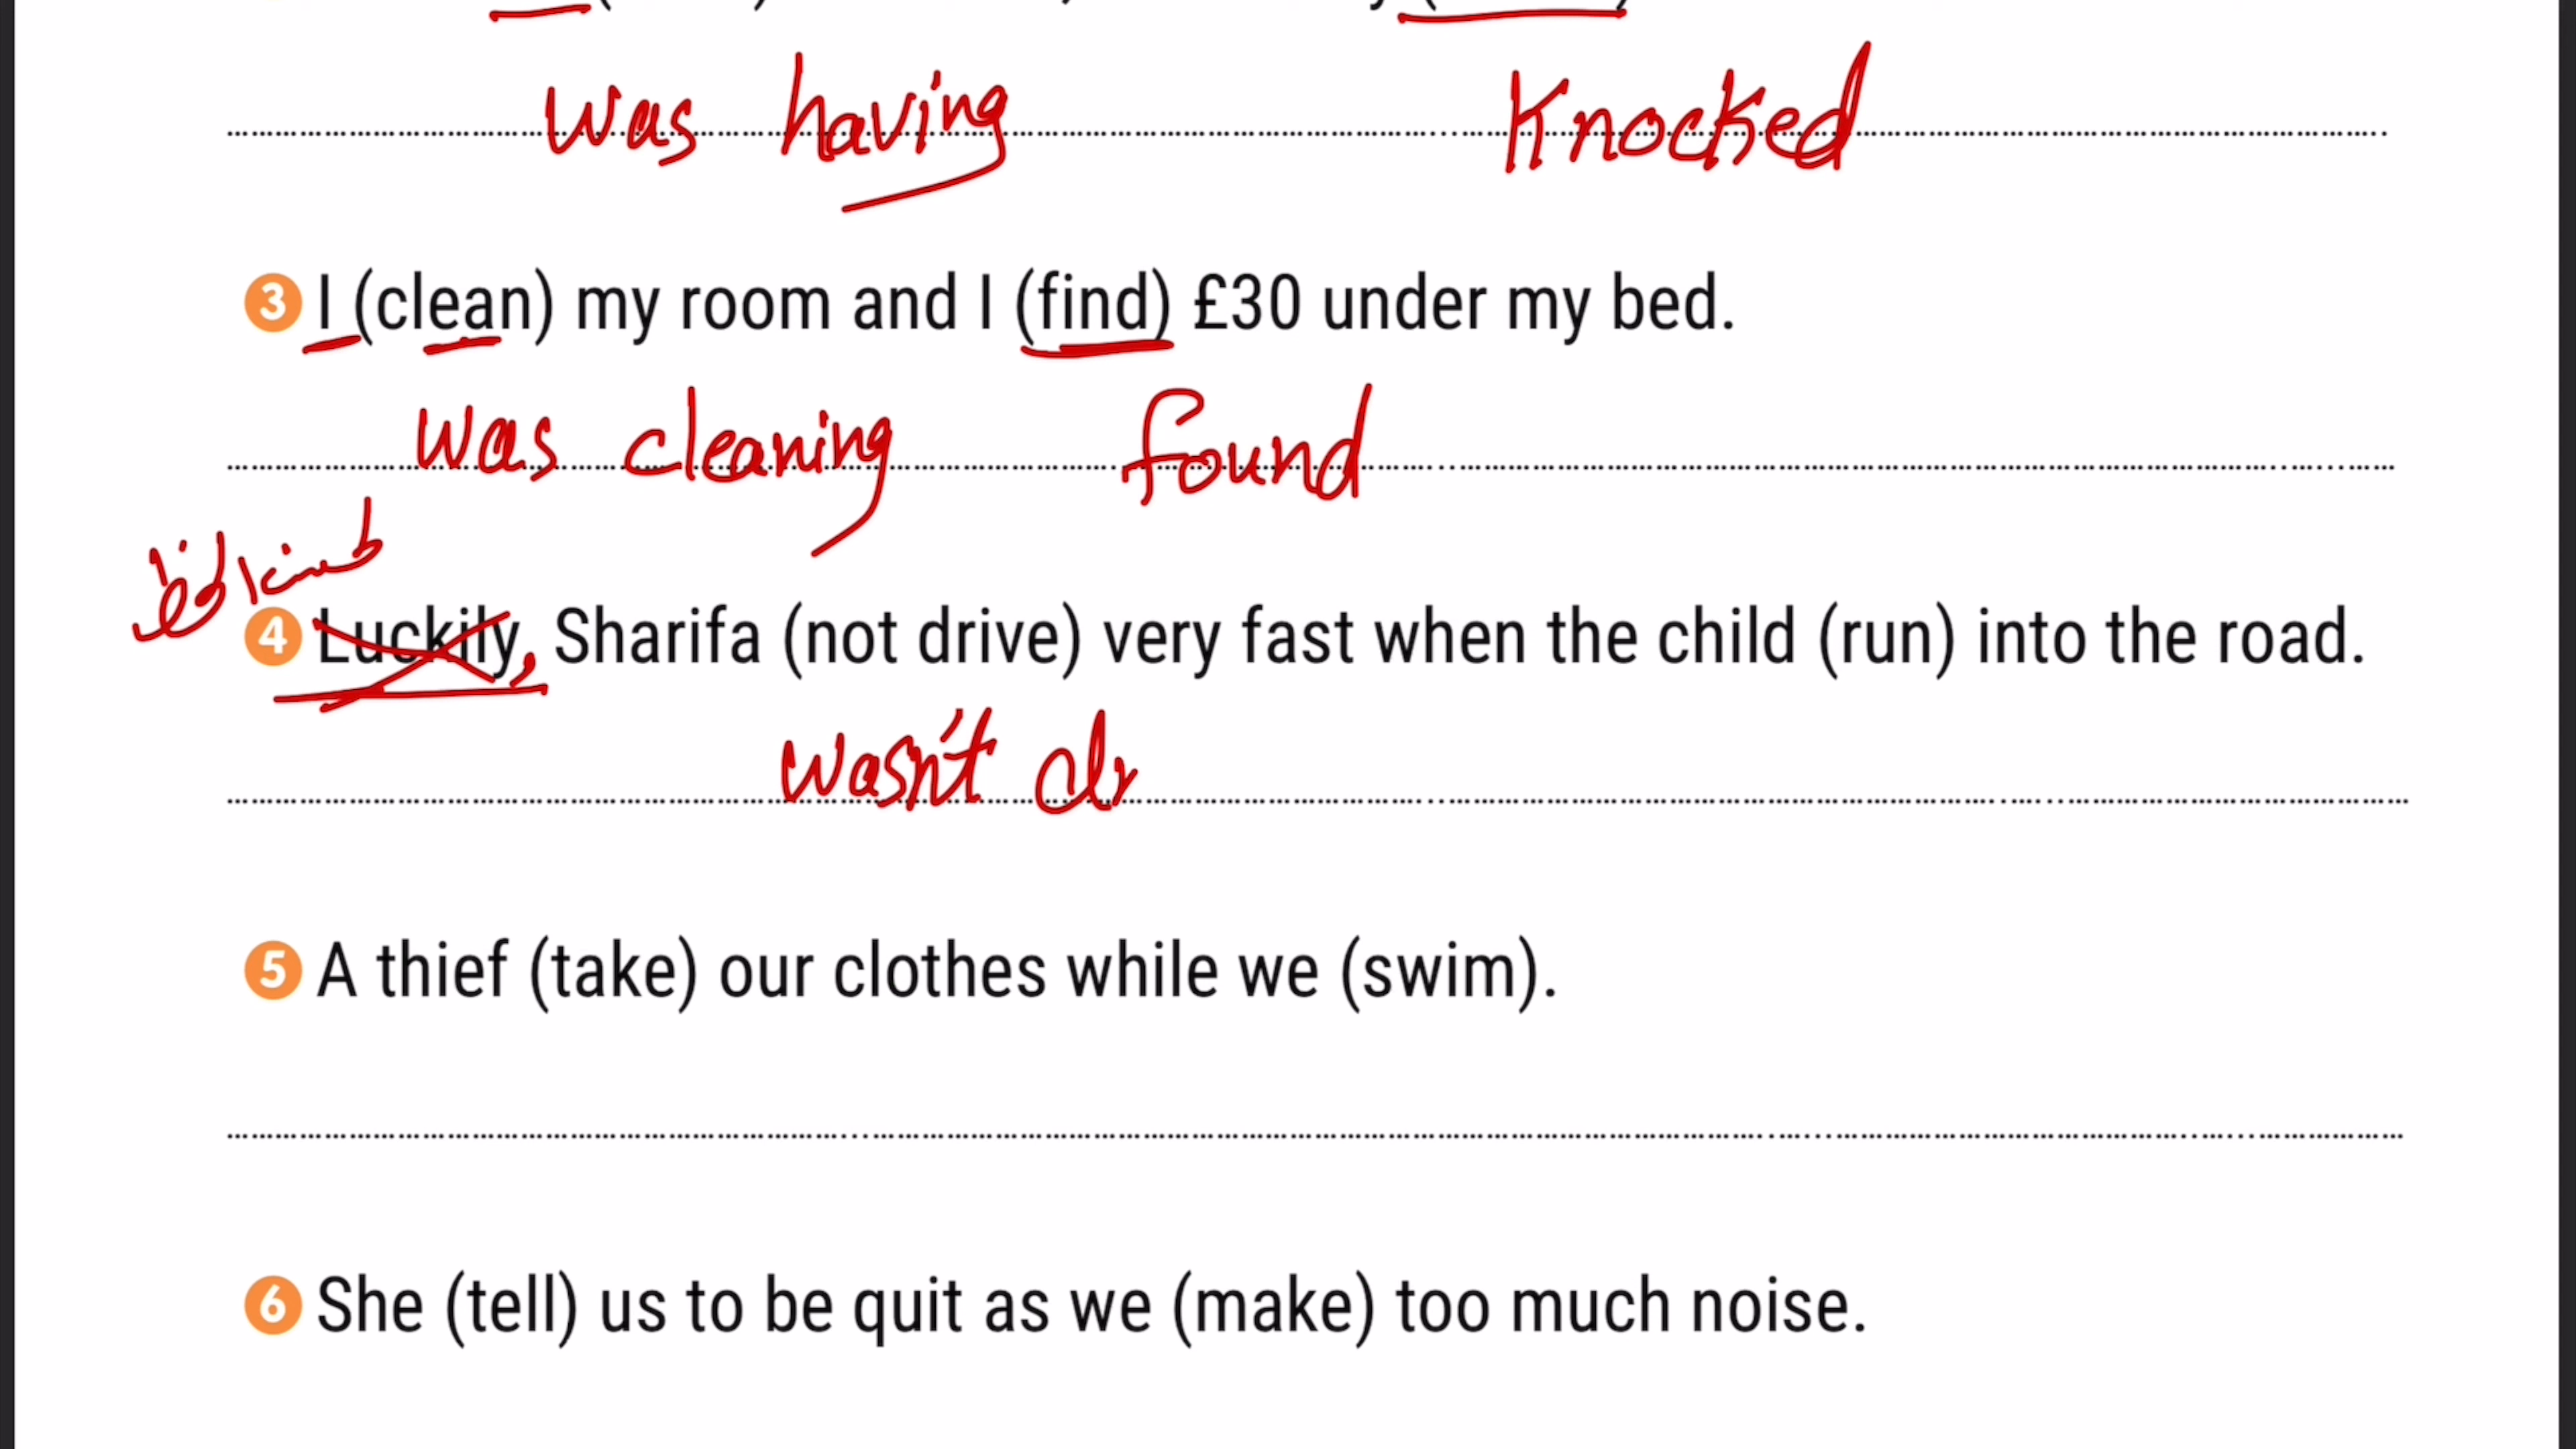 was having Knocked
3 I (clean) my room and I (find) £30 under my bed.
was cleaning found
4 Luckily, Sharifa (not drive) very fast when the child (run) into the road.
wasn't dr
5 A thief (take) our clothes while we (swim).
6 She (tell) us to be quit as we (make) too much noise.